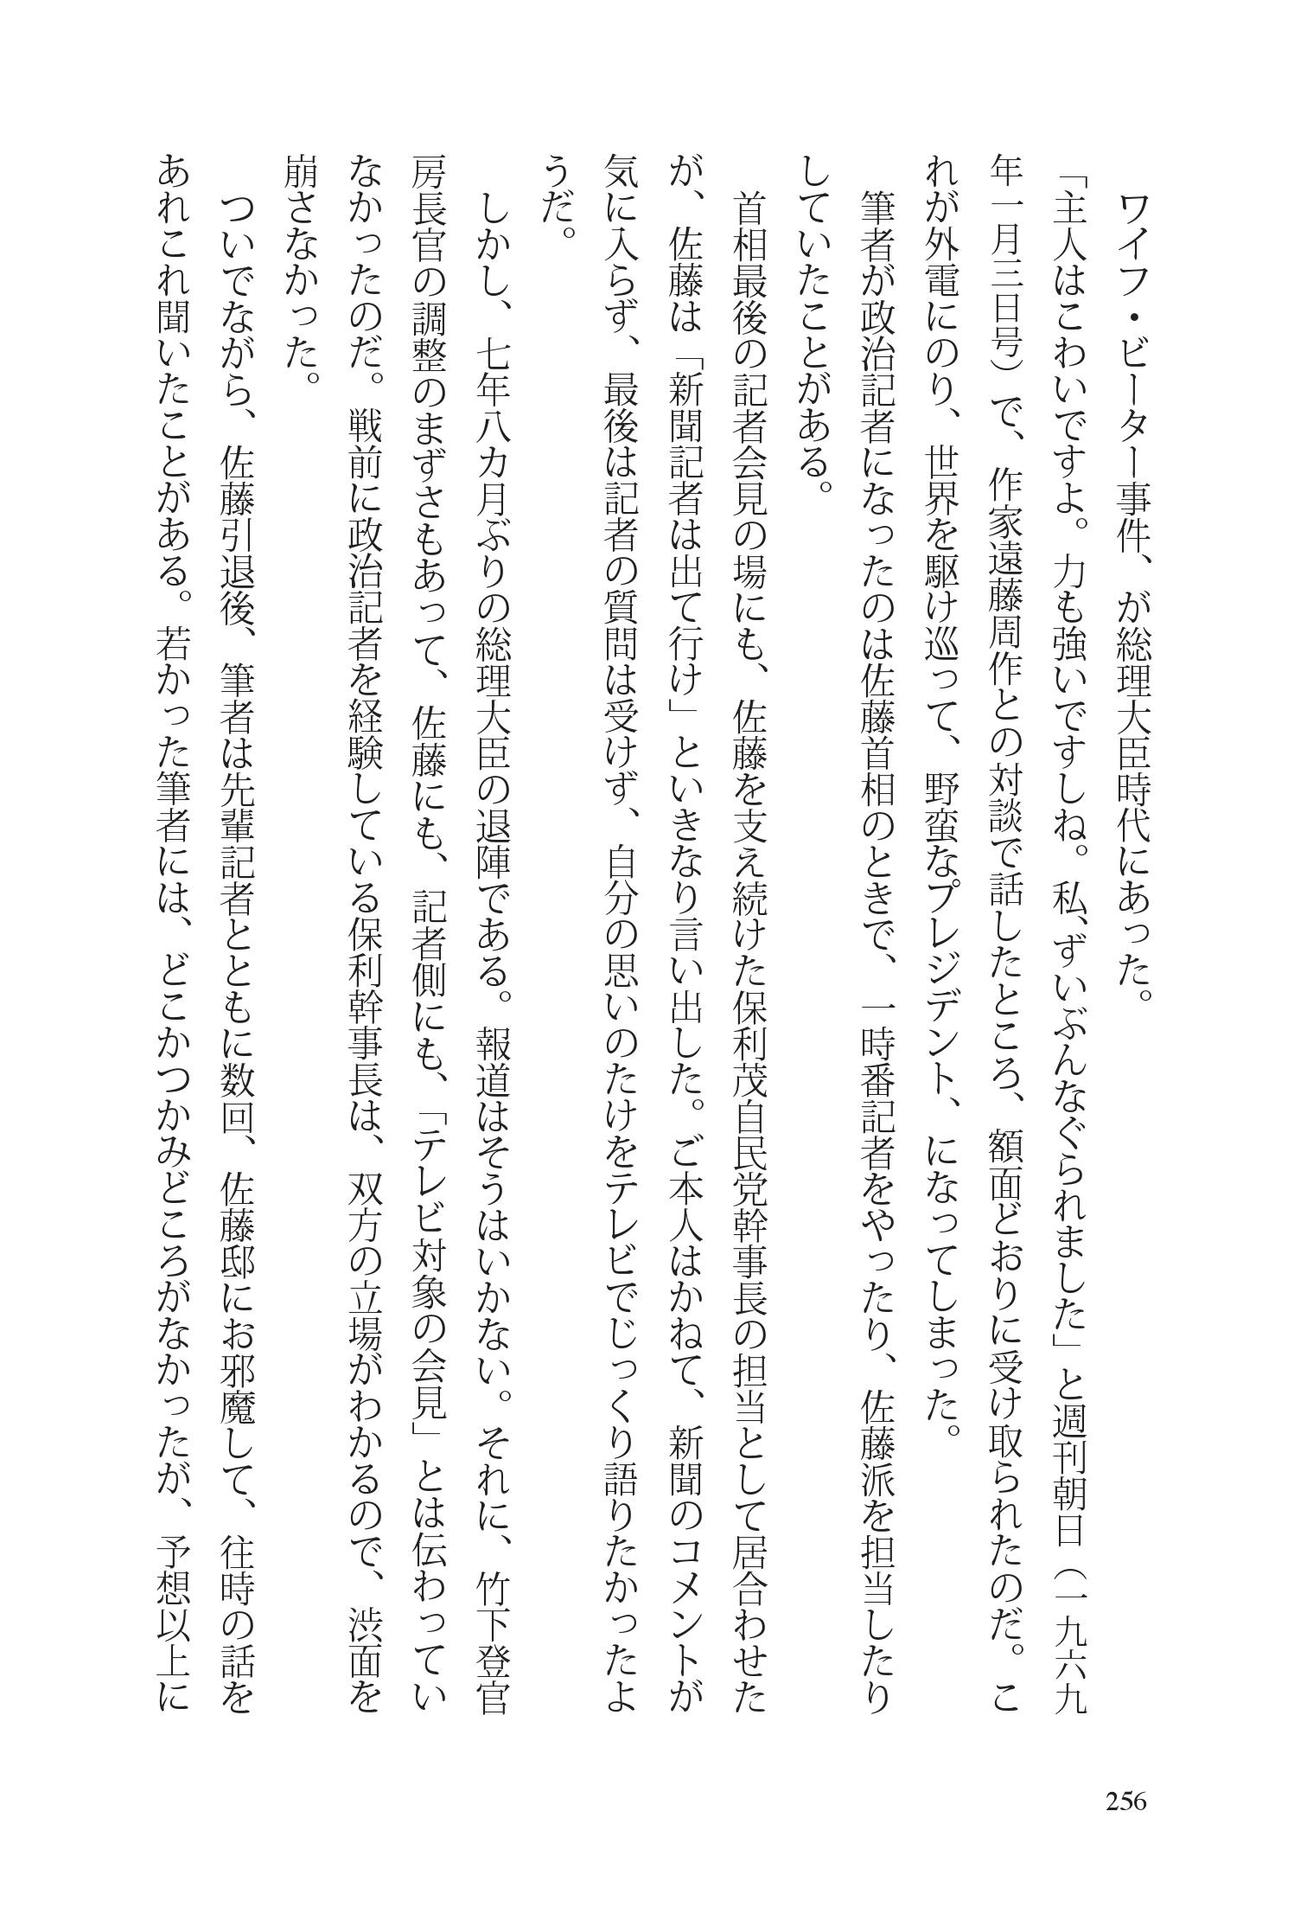 ワイフ・ビーター事件、が総理大臣時代にあった。
「主人はこわいですよ。力も強いですしね。私、ずいぶんなぐられました」と週刊朝日（一九六九
年一月三日号）で、作家遠藤周作との対談で話したところ、額面どおりに受け取られたのだ。こ
れが外電にのり、世界を駆け巡って、野蛮なプレジデント、になってしまった。
筆者が政治記者になったのは佐藤首相のときで、一時番記者をやったり、佐藤派を担当したり
していたことがある。
首相最後の記者会見の場にも、佐藤を支え続けた保利茂自民党幹事長の担当として居合わせた
が、佐藤は「新聞記者は出て行け」といきなり言い出した。ご本人はかねて、新聞のコメントが
気に入らず、最後は記者の質問は受けず、自分の思いのたけをテレビでじっくり語りたかったよ
うだ。
しかし、七年八カ月ぶりの総理大臣の退陣である。報道はそうはいかない。それに、竹下登官
房長官の調整のまずさもあって、佐藤にも、記者側にも、「テレビ対象の会見」とは伝わってい
なかったのだ。戦前に政治記者を経験している保利幹事長は、双方の立場がわかるので、渋面を
崩さなかった。
ついでながら、佐藤引退後、筆者は先輩記者とともに数回、佐藤邸にお邪魔して、往時の話を
あれこれ聞いたことがある。若かった筆者には、どこかつかみどころがなかったが、予想以上に
256